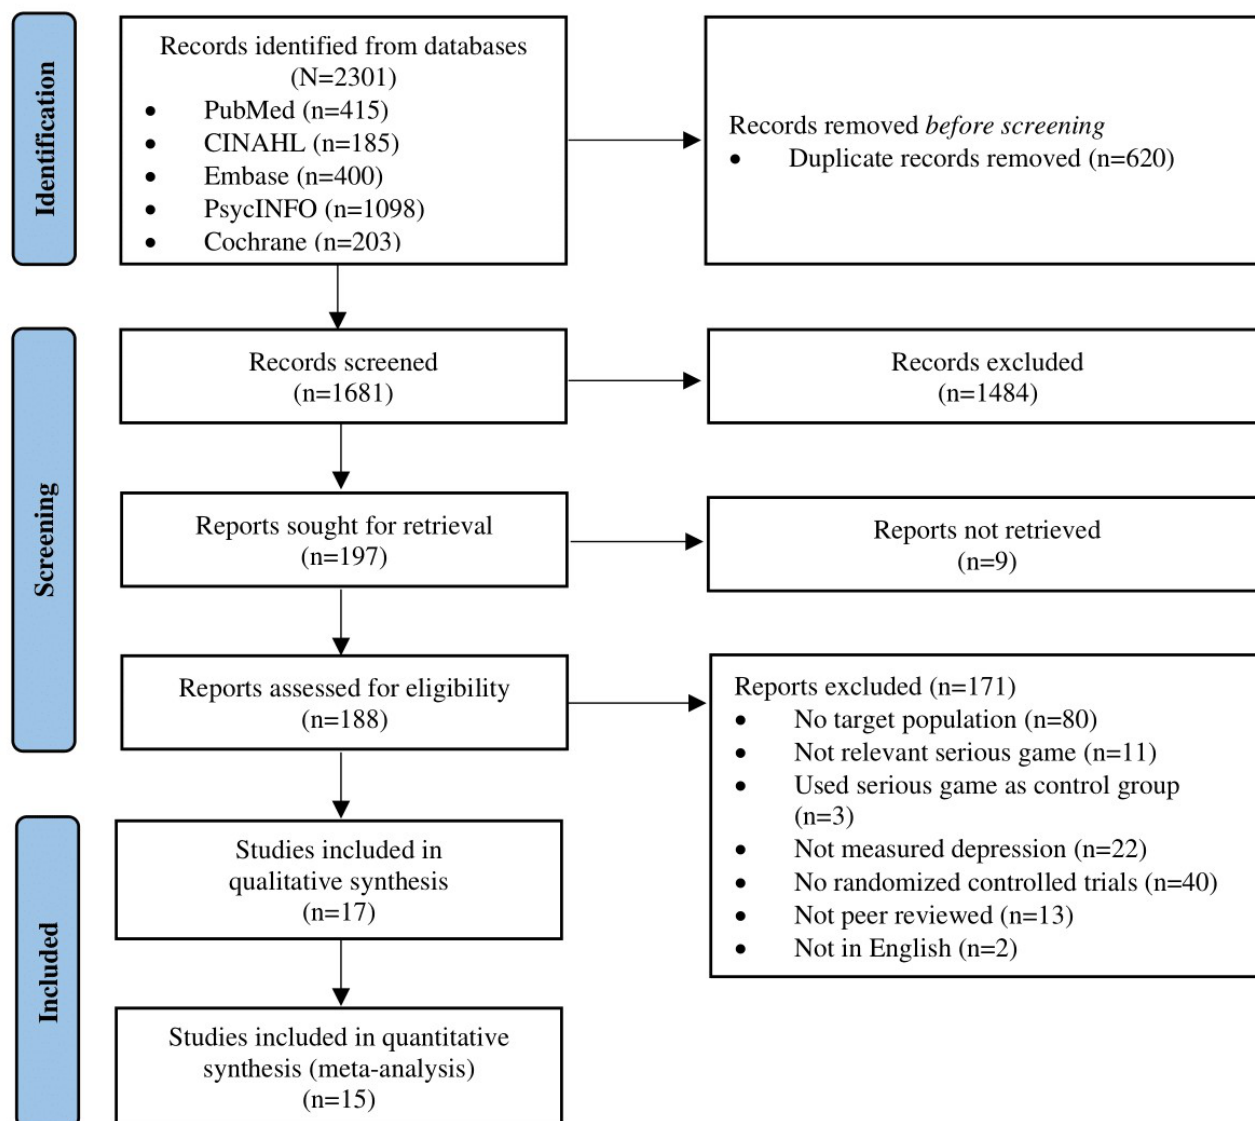 Identification
Records identified from databases
(N=2301)
• PubMed (n=415)
• CINAHL (n=185)
• Embase (n=400)
• PsycINFO (n=1098)
• Cochrane (n=203)
Records removed before screening
• Duplicate records removed (n=620)
Screening
Records screened
(n=1681)
Records excluded
(n=1484)
Reports sought for retrieval
(n=197)
Reports not retrieved
(n=9)
Reports assessed for eligibility
(n=188)
Reports excluded (n=171)
• No target population (n=80)
• Not relevant serious game (n=11)
• Used serious game as control group
(n=3)
• Not measured depression (n=22)
• No randomized controlled trials (n=40)
• Not peer reviewed (n=13)
• Not in English (n=2)
Included
Studies included in
qualitative synthesis
(n=17)
Studies included in quantitative
synthesis (meta-analysis)
(n=15)